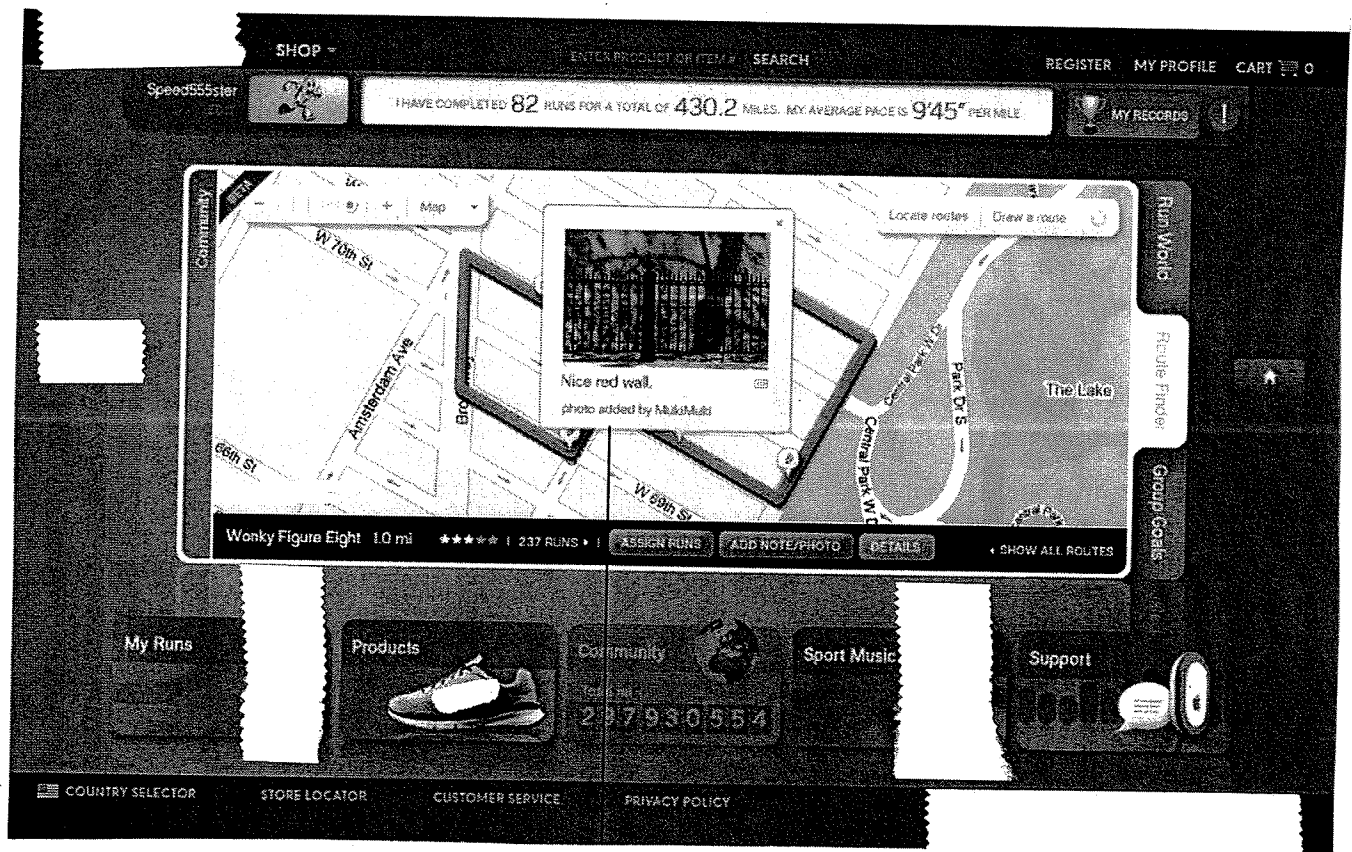 SHOP
ENTER PRODUCT OR ITEM # SEARCH
REGISTER MY PROFILE CART 0
Speed555ster
I HAVE COMPLETED 82 RUNS FOR A TOTAL OF 430.2 MILES. MY AVERAGE PACE IS 9'45" PER MILE
MY RECORDS !
Community
BETA
− + Map
Locate routes Draw a route
W 70th St
Amsterdam Ave
66th St
W 69th St
Nice red wall.
photo added by MukiMuki
Central Park W
Park Dr S
The Lake
Run World
Route Finder
Group Goals
Wonky Figure Eight 1.0 mi ★★★★★ | 237 RUNS | ASSIGN RUNS ADD NOTE/PHOTO DETAILS SHOW ALL ROUTES
My Runs
Products
Community
297930554
Sport Music
Support
COUNTRY SELECTOR STORE LOCATOR CUSTOMER SERVICE PRIVACY POLICY